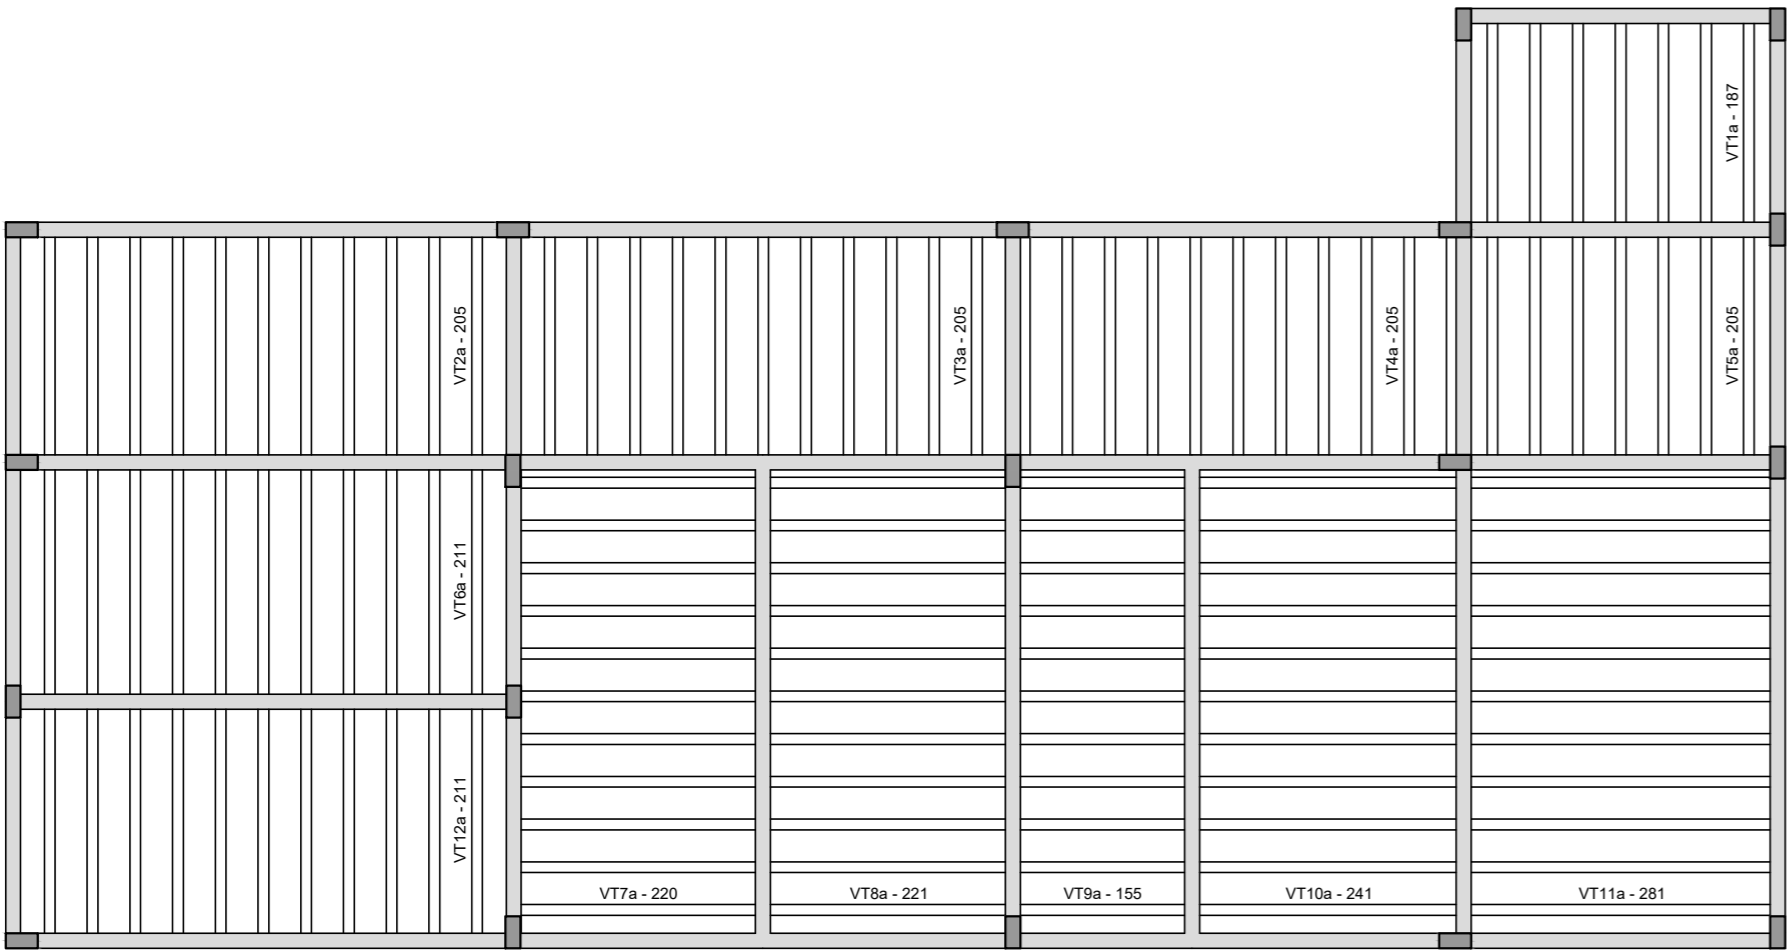 VT1a - 187
VT2a - 205
VT3a - 205
VT4a - 205
VT5a - 205
VT6a - 211
VT12a - 211
VT7a - 220
VT8a - 221
VT9a - 155
VT10a - 241
VT11a - 281